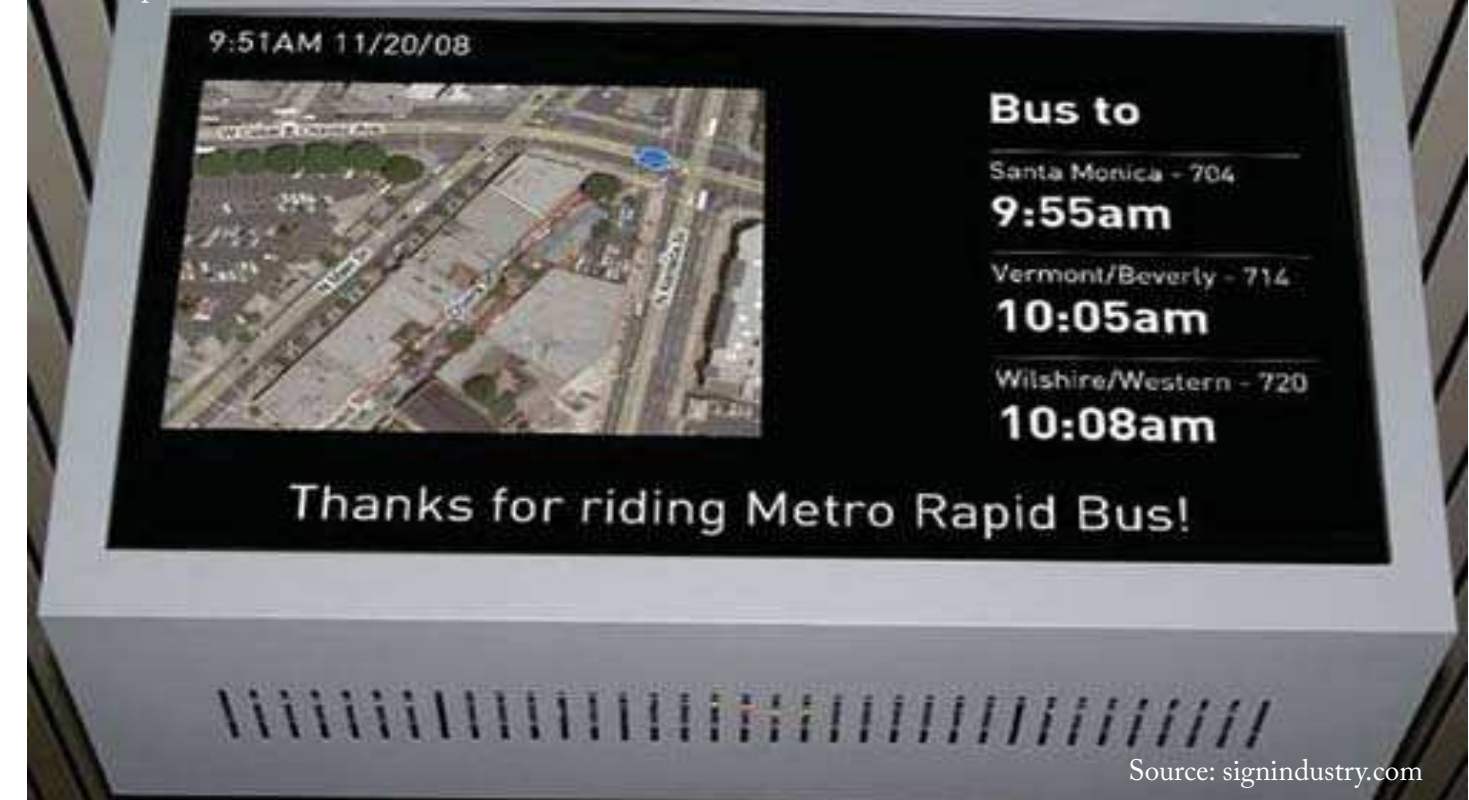 9:51AM 11/20/08
Bus to
Santa Monica - 704
9:55am
Vermont/Beverly - 714
10:05am
Wilshire/Western - 720
10:08am
Thanks for riding Metro Rapid Bus!
Source: signindustry.com